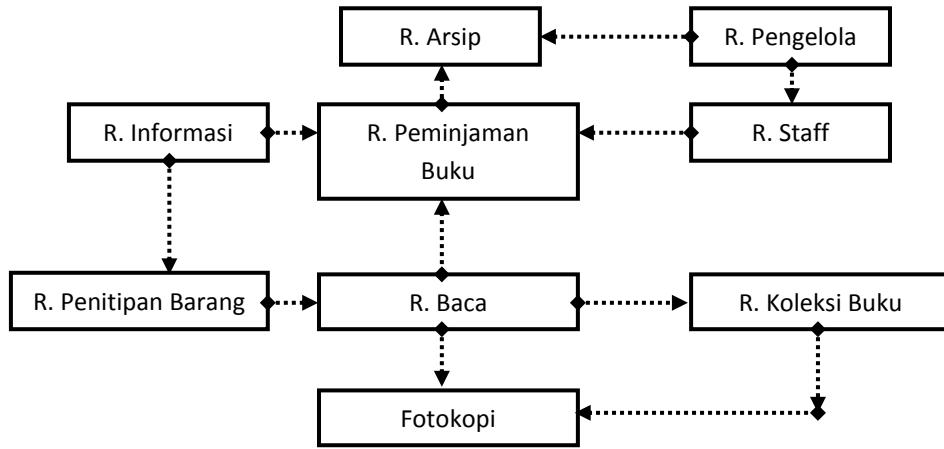 R. Arsip
R. Pengelola
R. Informasi
R. Peminjaman
Buku
R. Staff
R. Penitipan Barang
R. Baca
R. Koleksi Buku
Fotokopi